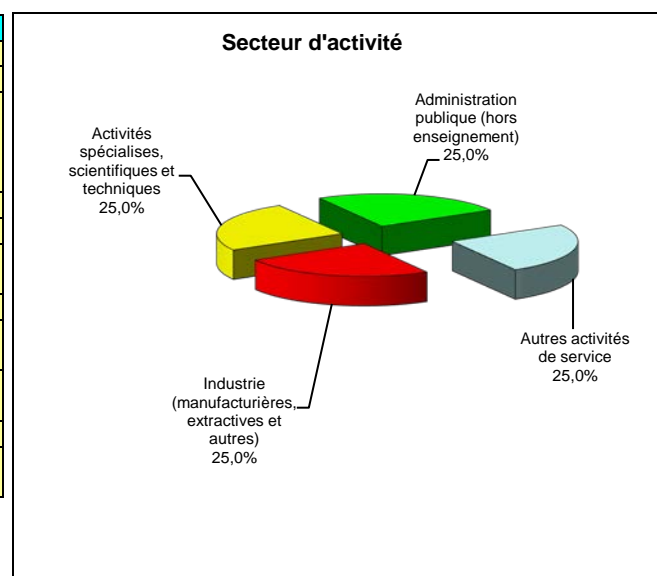 Secteur d'activité
Administration
publique (hors
enseignement)
25,0%
Activités
spécialises,
scientifiques et
techniques
25,0%
Autres activités
de service
25,0%
Industrie
(manufacturières,
extractives et
autres)
25,0%